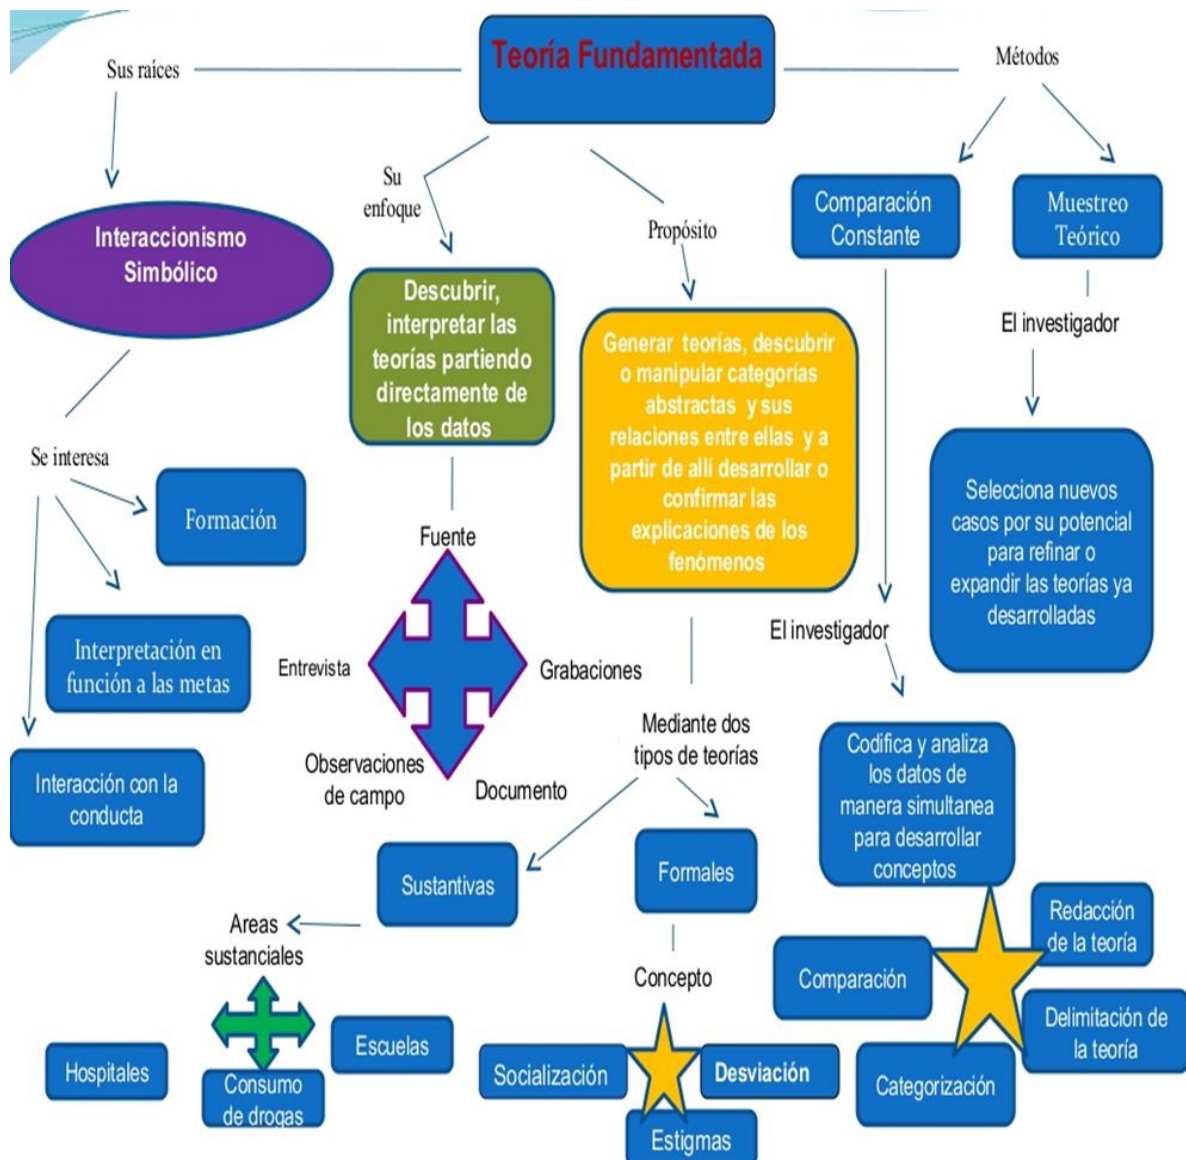 Teoría Fundamentada
Sus raíces
Métodos
Interaccionismo
Simbólico
Se interesa
Formación
Interpretación en
función a las metas
Interacción con la
conducta
Su
enfoque
Descubrir,
interpretar las
teorías partiendo
directamente de
los datos
Fuente
Entrevista
Grabaciones
Observaciones
de campo
Documento
Propósito
Generar teorías, descubrir
o manipular categorías
abstractas y sus
relaciones entre ellas y a
partir de allí desarrollar o
confirmar las
explicaciones de los
fenómenos
Mediante dos
tipos de teorías
Sustantivas
Areas
sustanciales
Hospitales
Consumo
de drogas
Escuelas
Formales
Concepto
Socialización
Desviación
Estigmas
Comparación
Constante
El investigador
Codifica y analiza
los datos de
manera simultanea
para desarrollar
conceptos
Comparación
Redacción
de la teoría
Delimitación de
la teoría
Categorización
Muestreo
Teórico
El investigador
Selecciona nuevos
casos por su potencial
para refinar o
expandir las teorías ya
desarrolladas